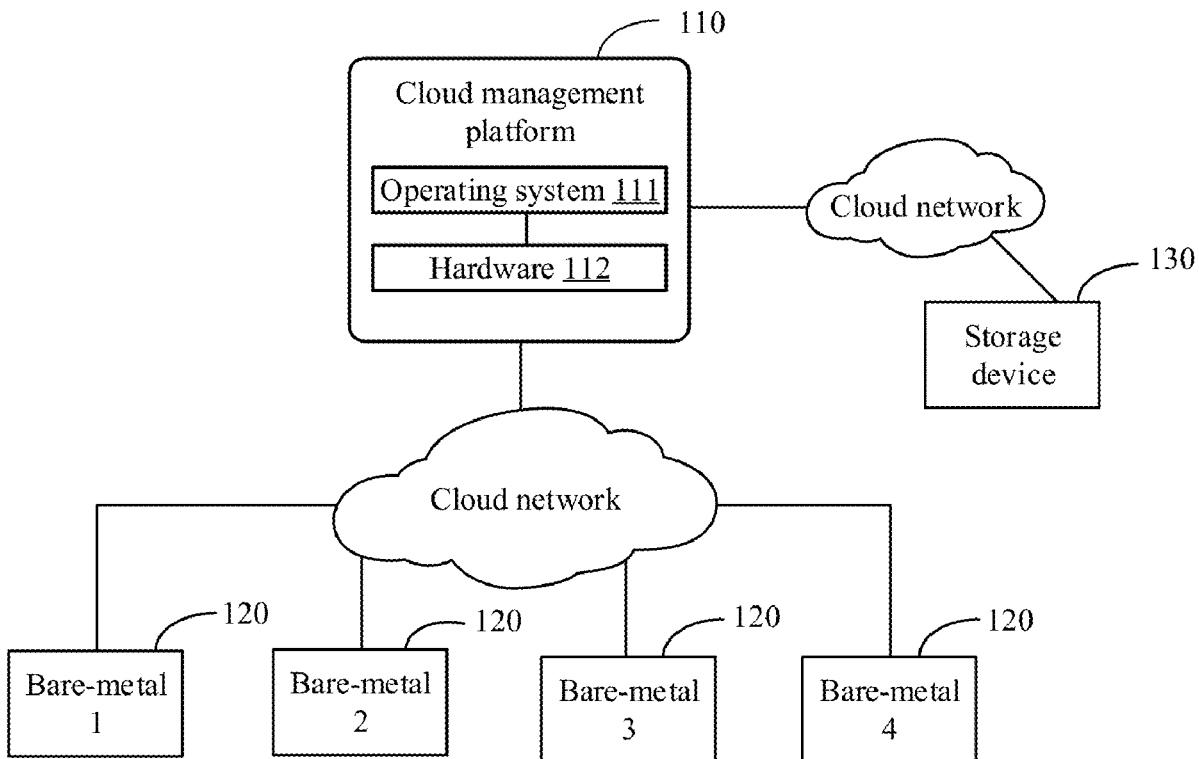 110
Cloud management
platform
Operating system 111
Hardware 112
Cloud network
130
Storage
device
Cloud network
120
120
120
120
Bare-metal
1
Bare-metal
2
Bare-metal
3
Bare-metal
4